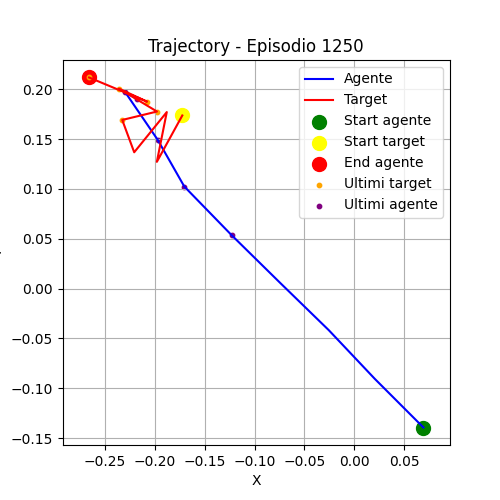 Trajectory - Episodio 1250
Agente
Target
Start agente
Start target
End agente
Ultimi target
Ultimi agente
0.20
0.15
0.10
0.05
0.00
−0.05
−0.10
−0.15
−0.25
−0.20
−0.15
−0.10
−0.05
0.00
0.05
X